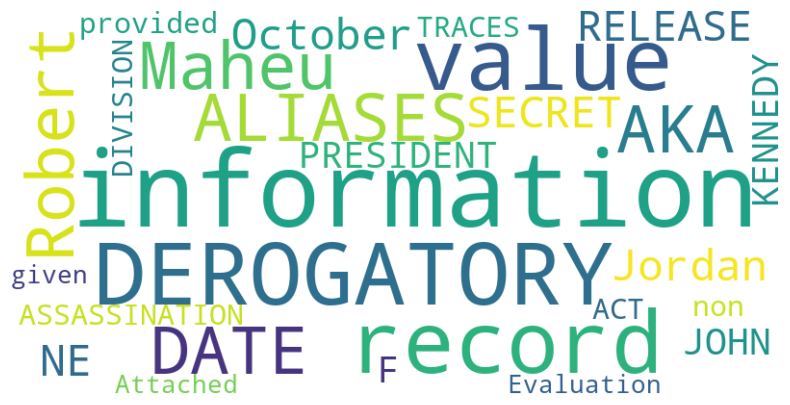 provided
October
TRACES
RELEASE
Robert
DIVISION
Maheu
value
KENNEDY
ALIASES
SECRET
AKA
PRESIDENT
information
DEROGATORY
Jordan
given
ASSASSINATION
ACT
non
NE
DATE
F
record
JOHN
Attached
Evaluation